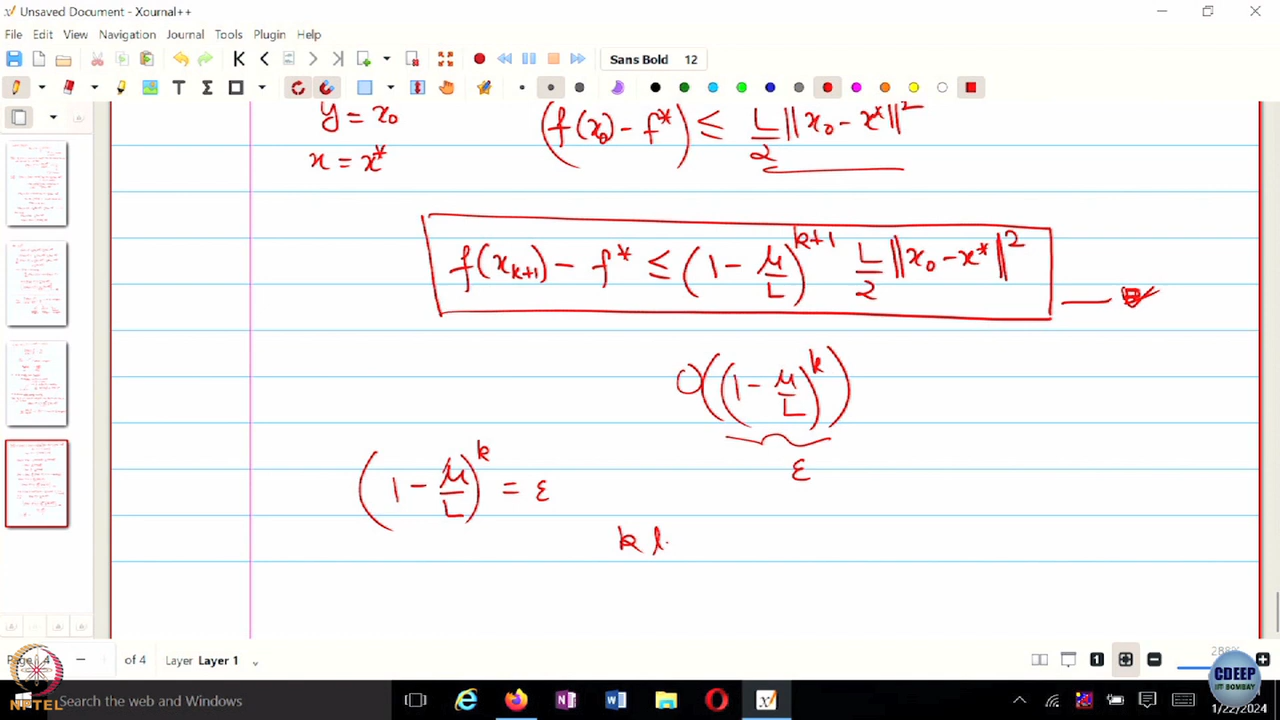 Unsaved Document - Xournal++
File Edit View Navigation Journal Tools Plugin Help
Sans Bold 12
y = x₀ (f(x₀) - f*) ≤ L/2 ||x₀ - x*||²
x = x*
f(x_{k+1}) - f* ≤ (1 - μ/L)^{k+1} L/2 ||x₀ - x*||²
O((1 - μ/L)^k)
ε
(1 - μ/L)^k = ε
k l
of 4 Layer Layer 1
288%
NPTEL
Search the web and Windows
CDEEP
IIT BOMBAY
1/22/2024